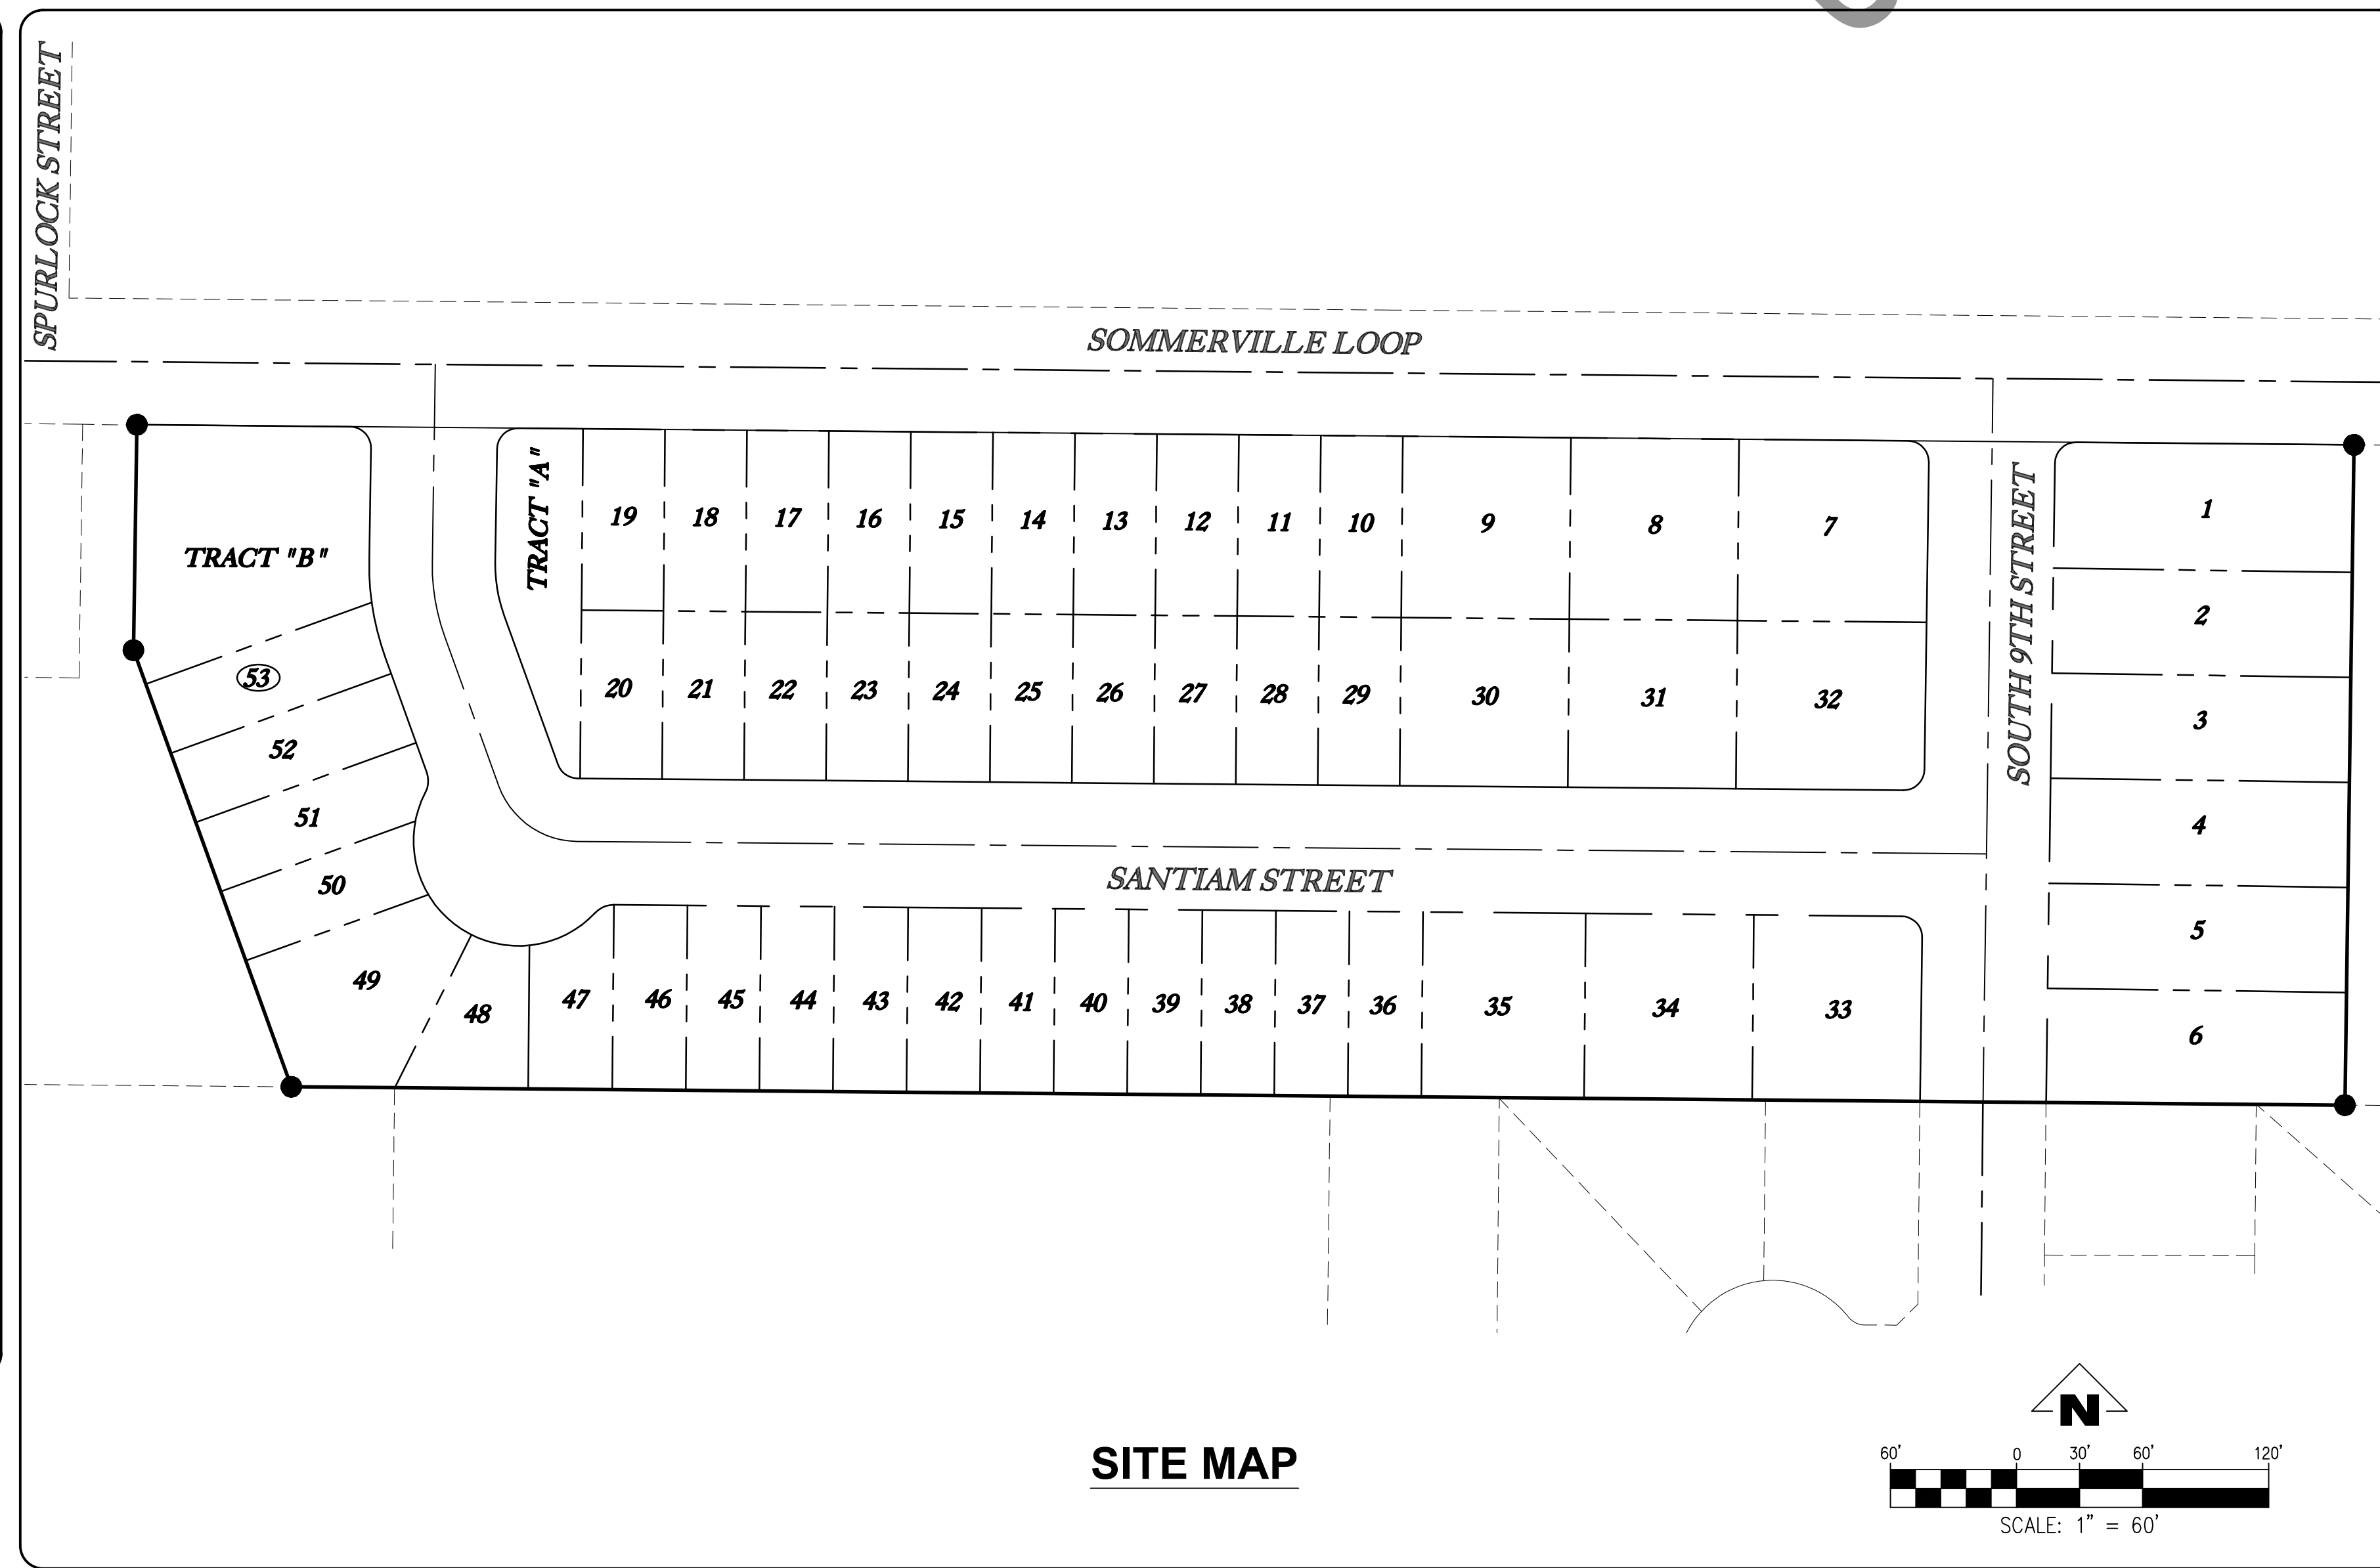 SPURLOCK STREET
SOMMERVILLE LOOP
TRACT "B"
TRACT "A"
19 18 17 16 15 14 13 12 11 10 9 8 7
SOUTH 9TH STREET
1
2
3
4
5
6
20 21 22 23 24 25 26 27 28 29 30 31 32
53
52
51
50
49
SANTIAM STREET
48 47 46 45 44 43 42 41 40 39 38 37 36 35 34 33
N
SITE MAP
60' 0 30' 60' 120'
SCALE: 1" = 60'